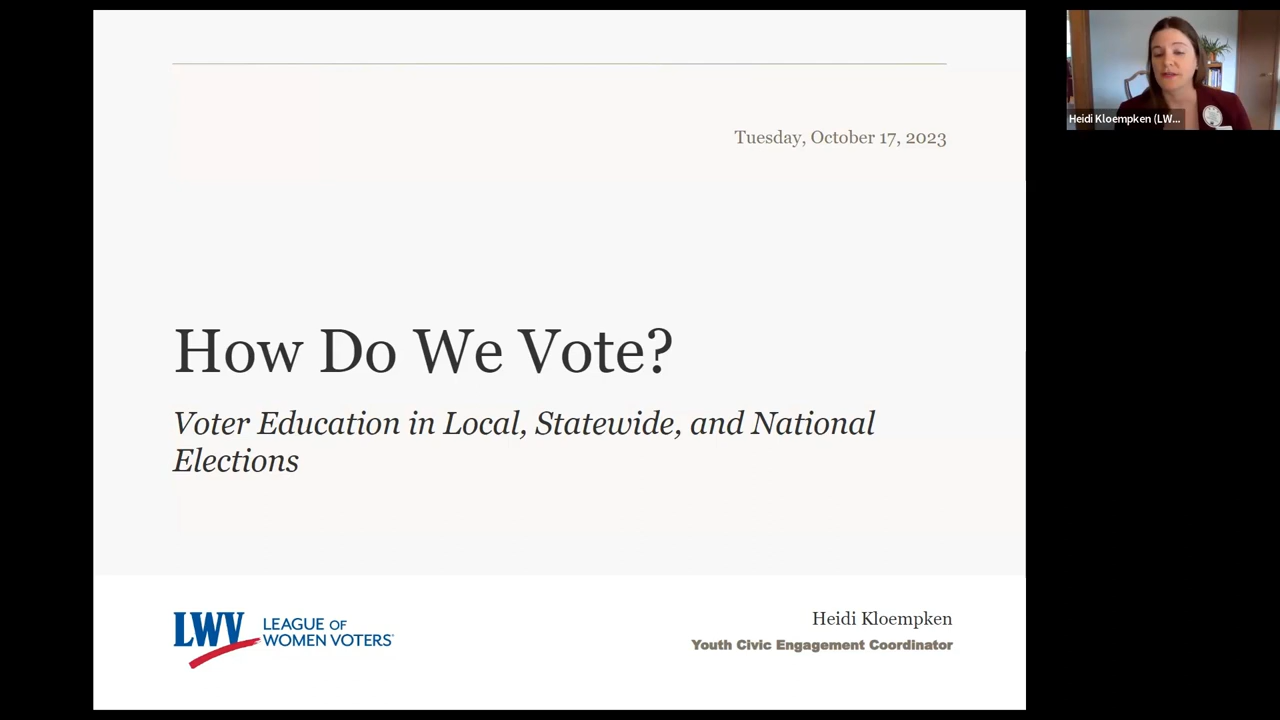 Tuesday, October 17, 2023
How Do We Vote?
Voter Education in Local, Statewide, and National
Elections
LWV LEAGUE OF
WOMEN VOTERS®
Heidi Kloempken
Youth Civic Engagement Coordinator
Heidi Kloempken (LW...